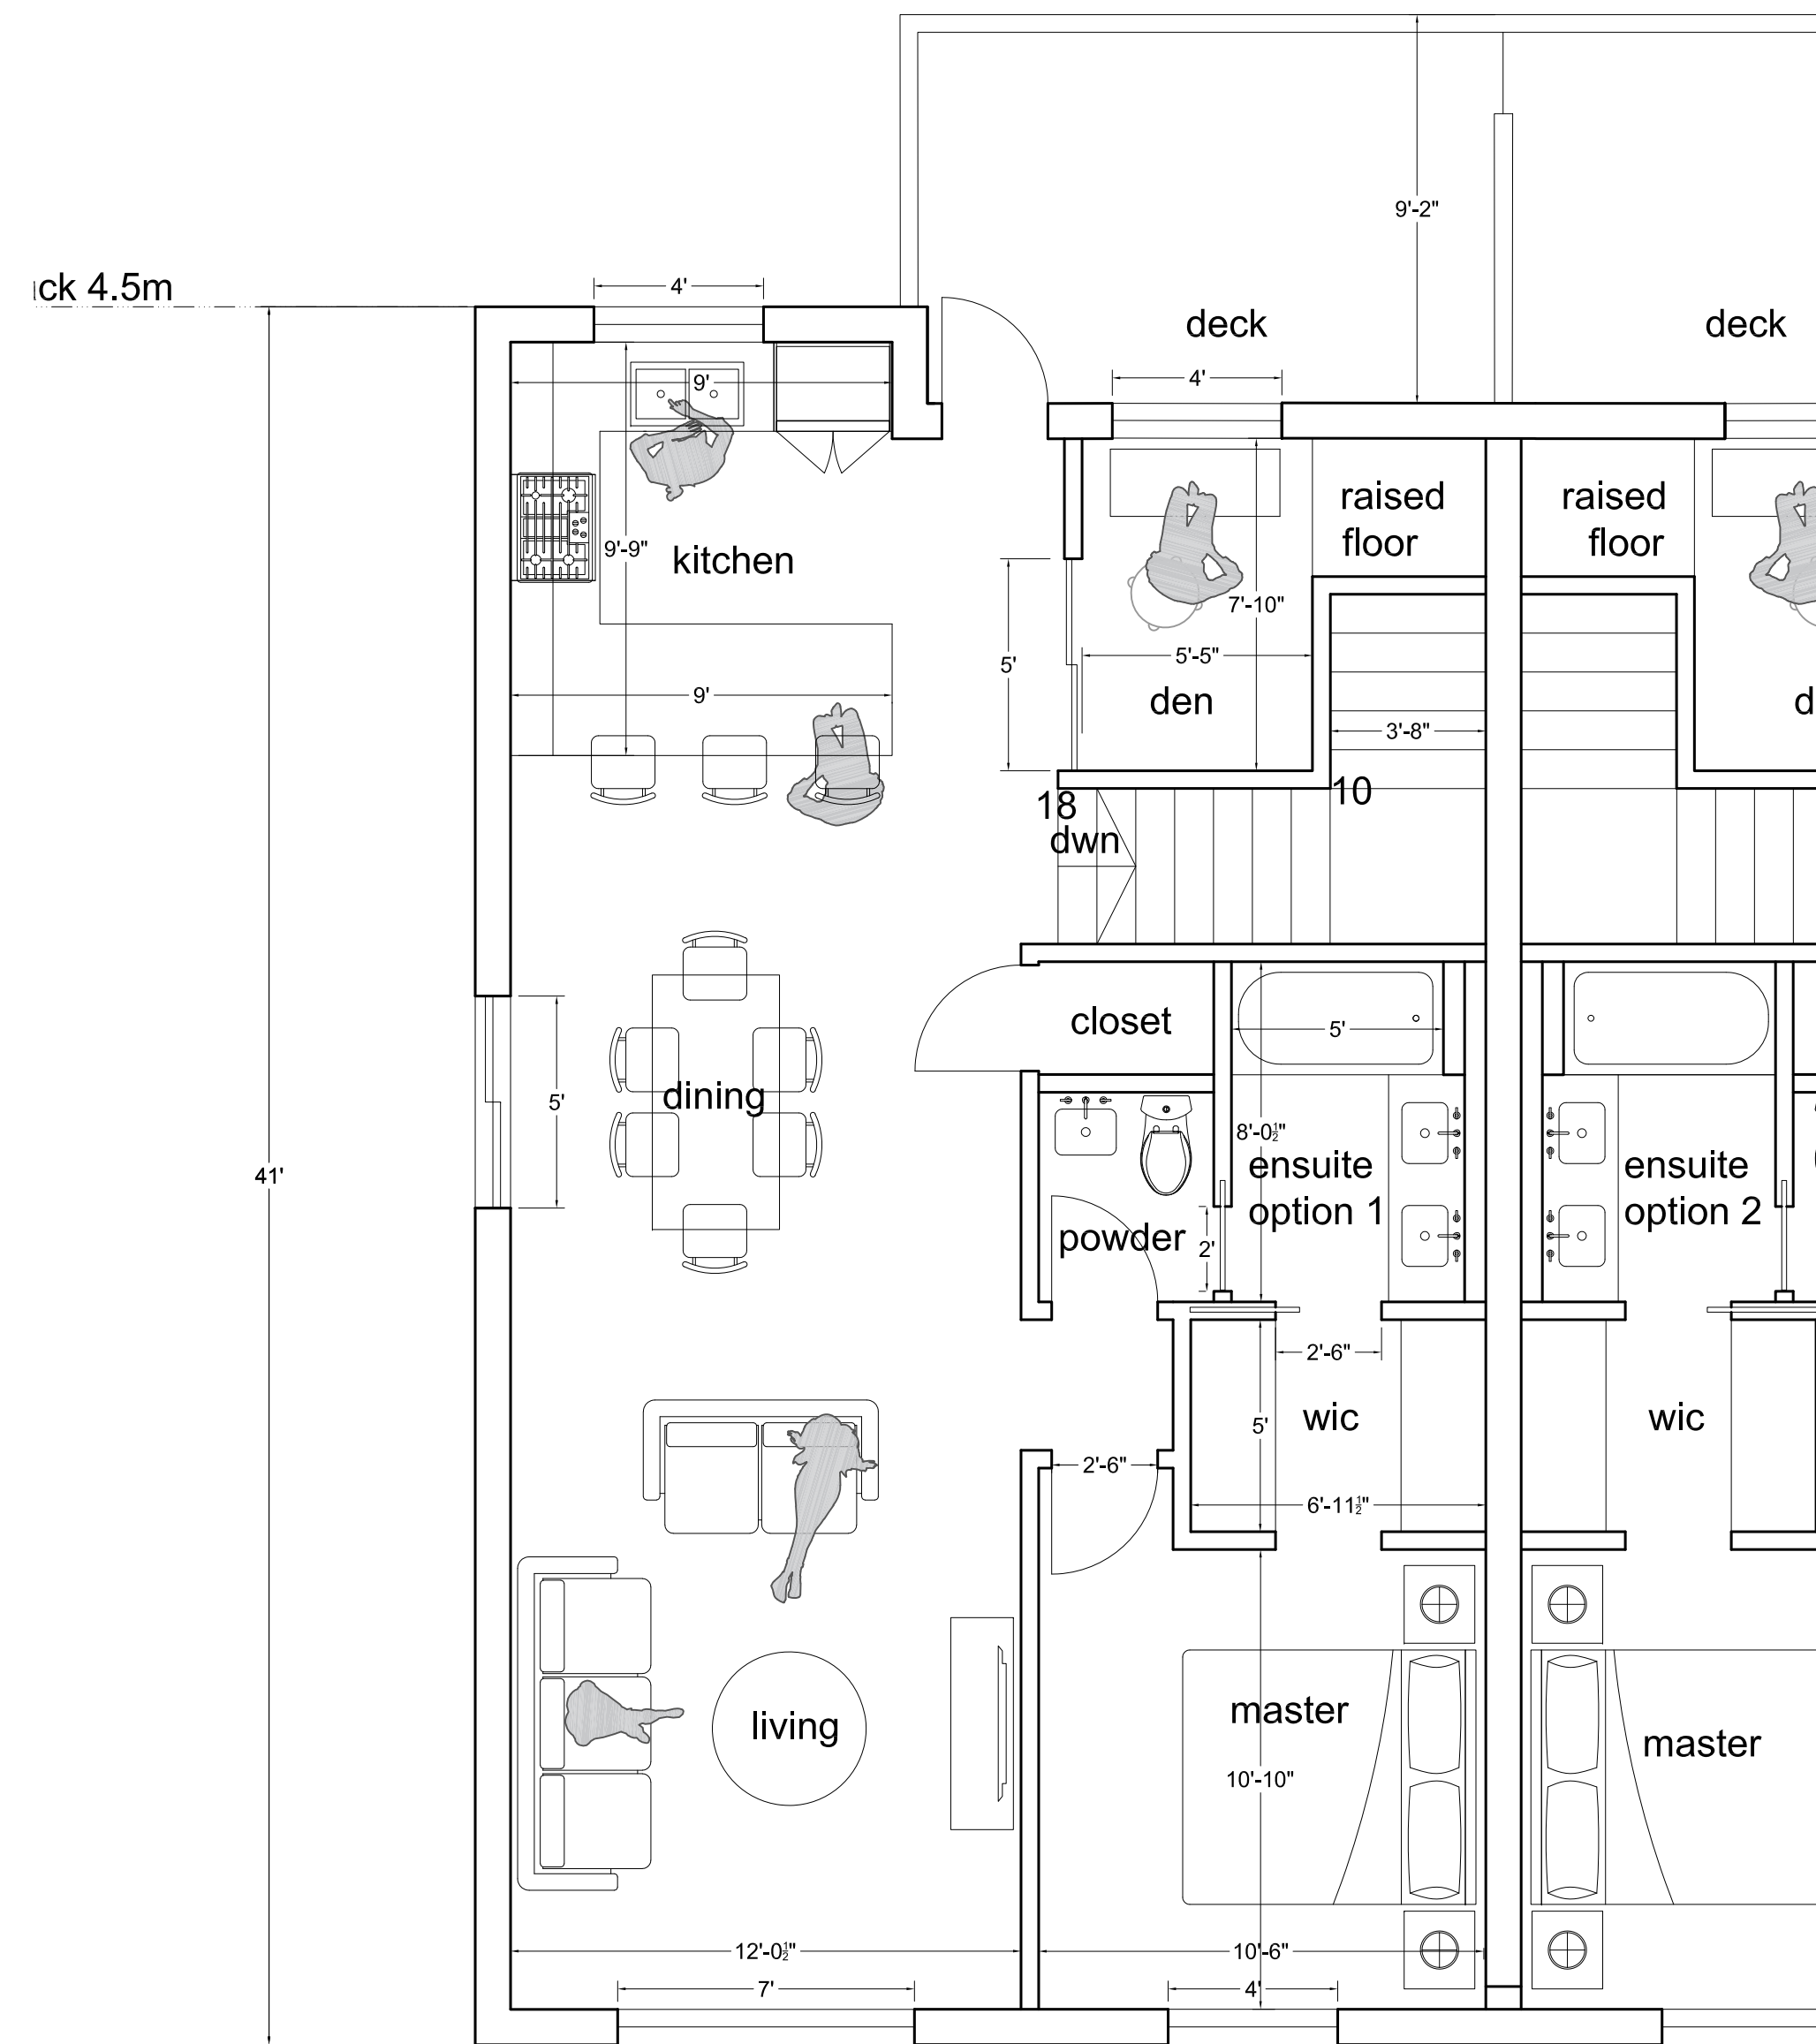 9'-2"
ck 4.5m
4'
deck
deck
4'
9'
raised
floor
raised
floor
9'-9"
kitchen
7'-10"
5'
5'-5"
9'
den
d
3'-8"
18
10
dwn
closet
5'
dining
5'
8'-0½"
41'
ensuite
option 1
ensuite
option 2
powder
2'
2'-6"
5'
wic
wic
2'-6"
6'-11½"
living
master
master
10'-10"
12'-0½"
10'-6"
7'
4'